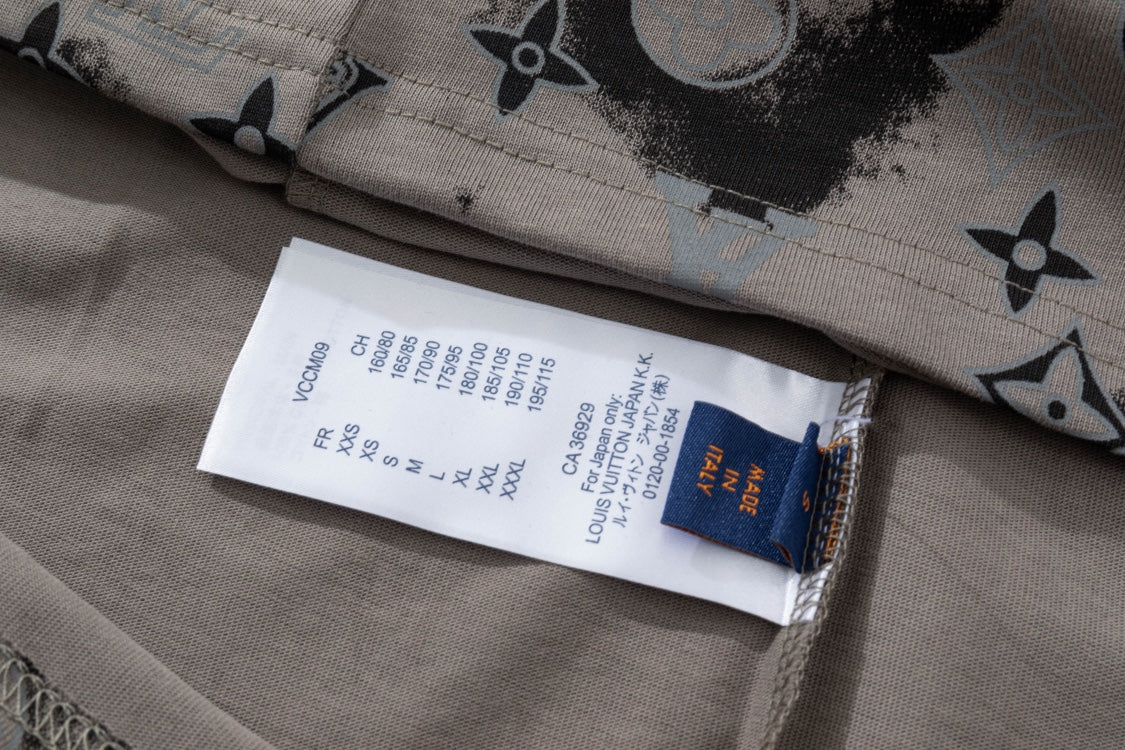 VCCM09
FR CH
XXS 160/80
XS 165/85
S 170/90
M 175/95
L 180/100
XL 185/105
XXL 190/110
XXXL 195/115
CA 36929
For Japan only:
LOUIS VUITTON JAPAN K.K.
ルイ・ヴィトン ジャパン(株)
0120-00-1854
MADE
IN
ITALY
S